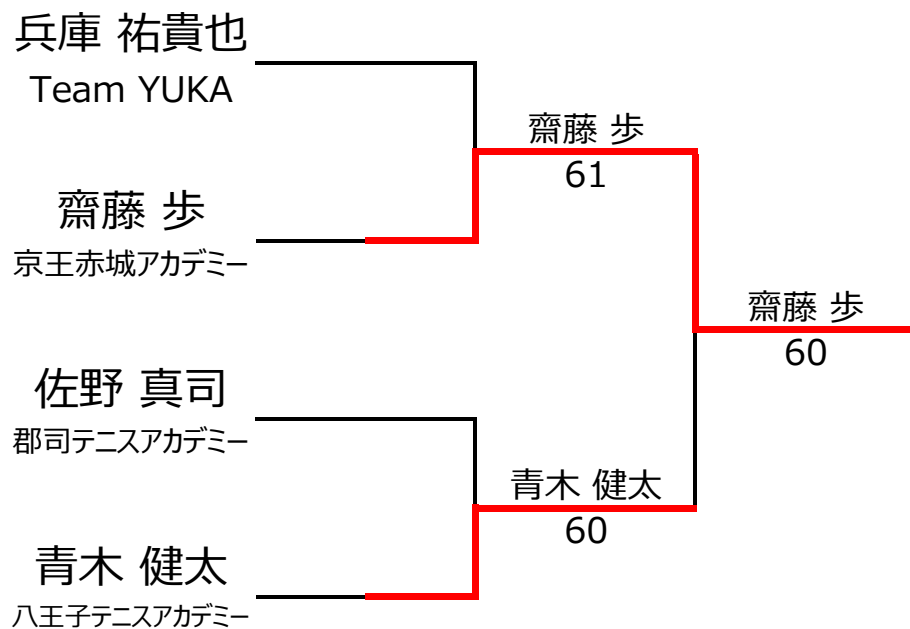 兵庫 祐貴也
Team YUKA
齋藤 歩
61
齋藤 歩
京王赤城アカデミー
齋藤 歩
60
佐野 真司
郡司テニスアカデミー
青木 健太
60
青木 健太
八王子テニスアカデミー